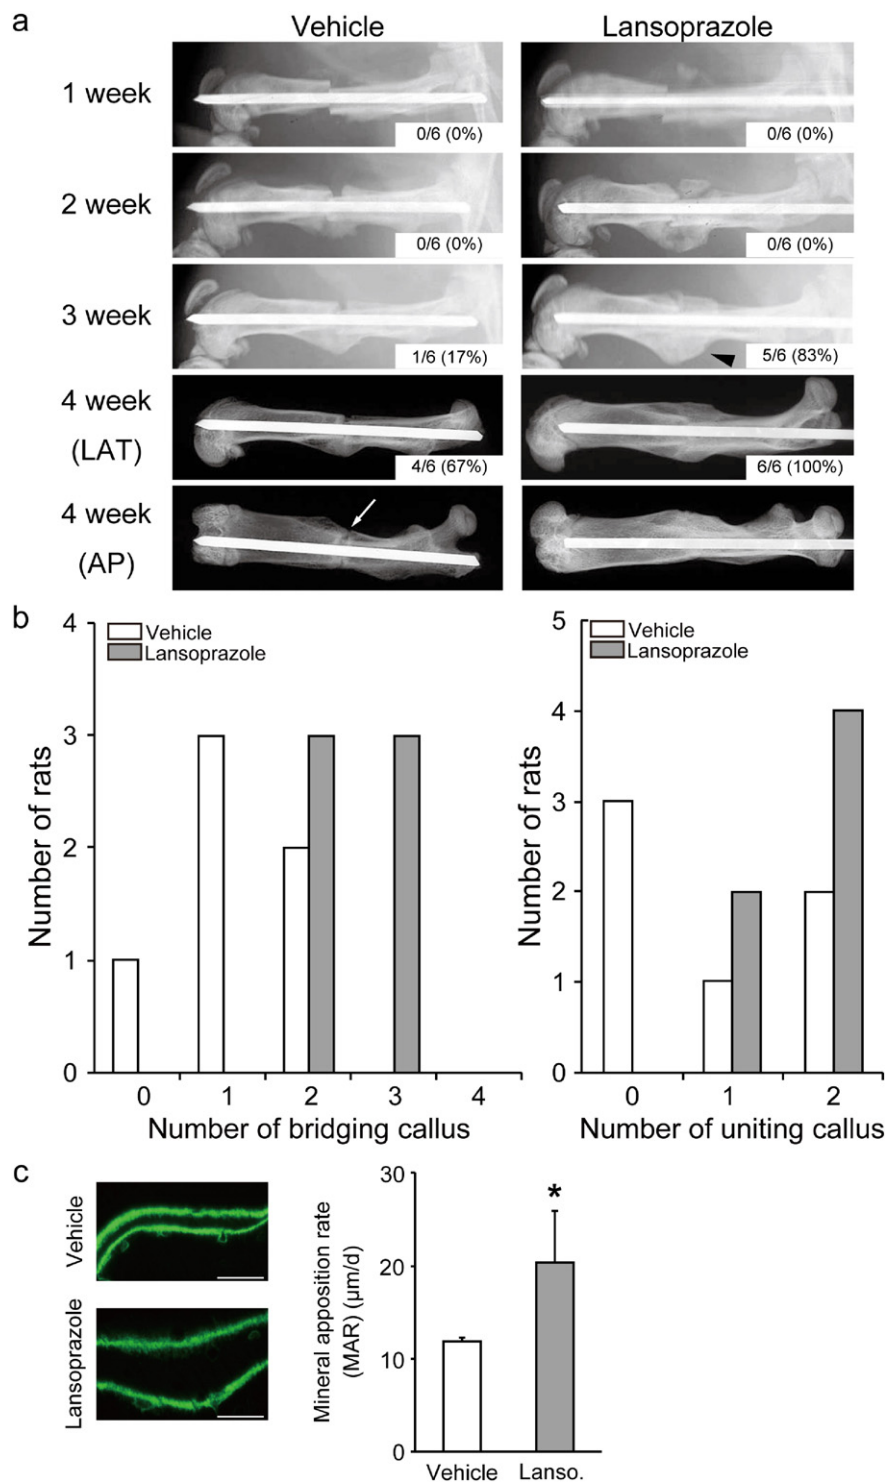 a
Vehicle
Lansoprazole
1 week
0/6 (0%)
0/6 (0%)
2 week
0/6 (0%)
0/6 (0%)
3 week
1/6 (17%)
5/6 (83%)
4 week
(LAT)
4/6 (67%)
6/6 (100%)
4 week
(AP)
b
4
3
2
1
0
Number of rats
Vehicle
Lansoprazole
0 1 2 3 4
Number of bridging callus
5
4
3
2
1
0
Number of rats
Vehicle
Lansoprazole
0 1 2
Number of uniting callus
c
Vehicle
Lansoprazole
Mineral apposition rate
(MAR) (μm/d)
30
20
10
0
*
Vehicle Lanso.